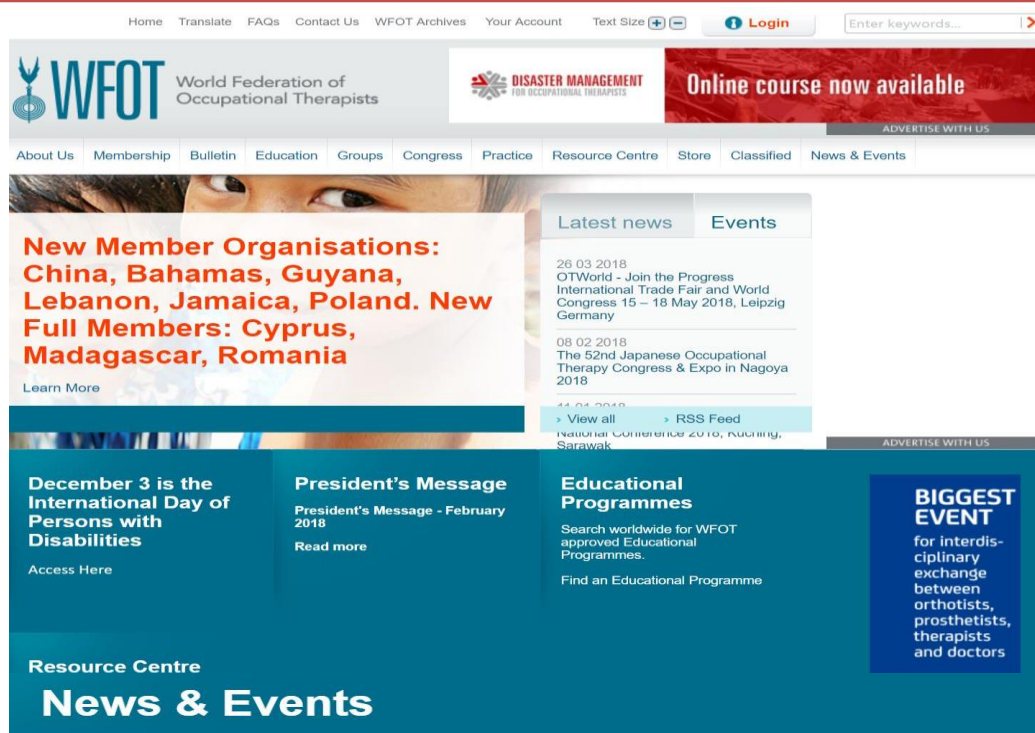 Home Translate FAQs Contact Us WFOT Archives Your Account Text Size + -
Login
Enter keywords...
WFOT
World Federation of
Occupational Therapists
DISASTER MANAGEMENT
FOR OCCUPATIONAL THERAPISTS
Online course now available
ADVERTISE WITH US
About Us Membership Bulletin Education Groups Congress Practice Resource Centre Store Classified News & Events
New Member Organisations:
China, Bahamas, Guyana,
Lebanon, Jamaica, Poland. New
Full Members: Cyprus,
Madagascar, Romania
Learn More
Latest news Events
26 03 2018
OTWorld - Join the Progress
International Trade Fair and World
Congress 15 – 18 May 2018, Leipzig
Germany
08 02 2018
The 52nd Japanese Occupational
Therapy Congress & Expo in Nagoya
2018
11 01 2018
› View all › RSS Feed
National Conference 2018, Kuching,
Sarawak
ADVERTISE WITH US
December 3 is the
International Day of
Persons with
Disabilities
Access Here
President's Message
President's Message - February
2018
Read more
Educational
Programmes
Search worldwide for WFOT
approved Educational
Programmes.
Find an Educational Programme
BIGGEST
EVENT
for interdis-
ciplinary
exchange
between
orthotists,
prosthetists,
therapists
and doctors
Resource Centre
News & Events